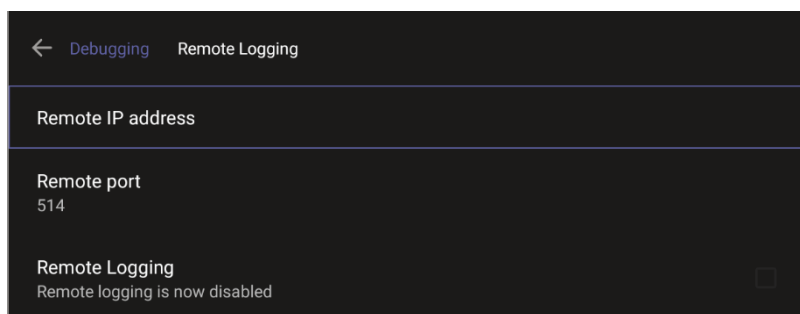 Debugging Remote Logging
Remote IP address
Remote port
514
Remote Logging
Remote logging is now disabled